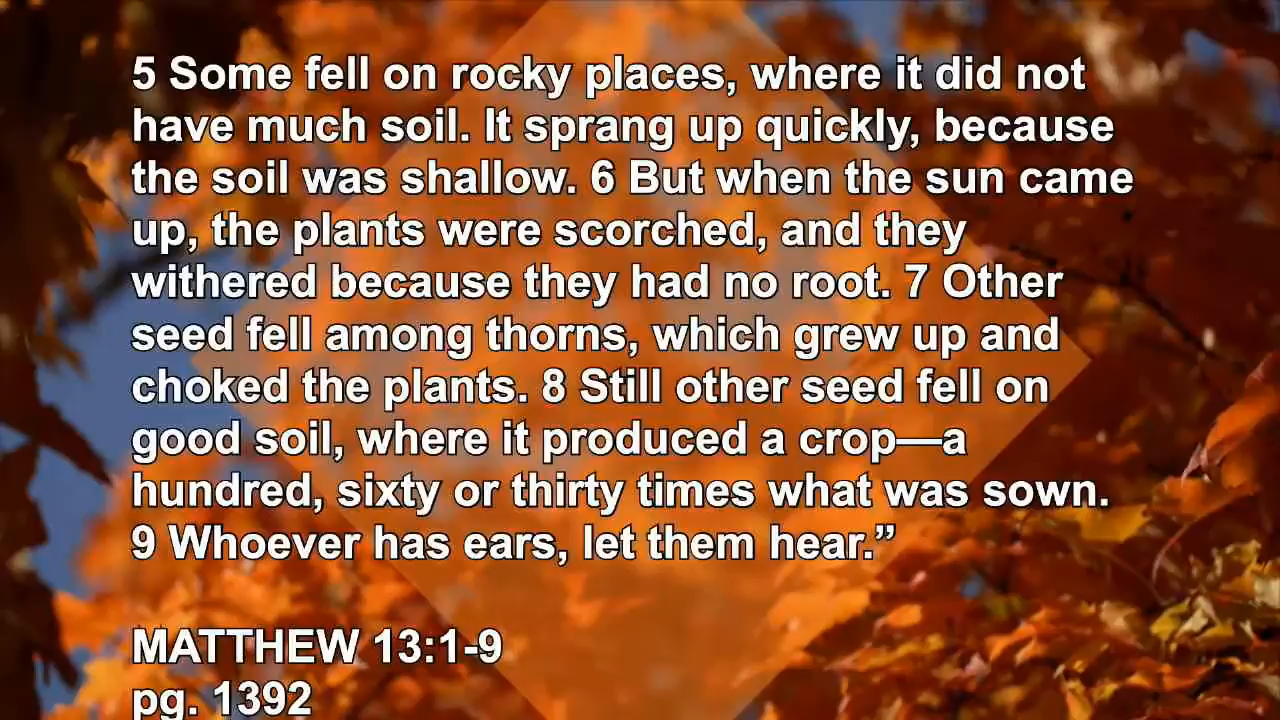 5 Some fell on rocky places, where it did not
have much soil. It sprang up quickly, because
the soil was shallow. 6 But when the sun came
up, the plants were scorched, and they
withered because they had no root. 7 Other
seed fell among thorns, which grew up and
choked the plants. 8 Still other seed fell on
good soil, where it produced a crop—a
hundred, sixty or thirty times what was sown.
9 Whoever has ears, let them hear.”
MATTHEW 13:1-9
pg. 1392